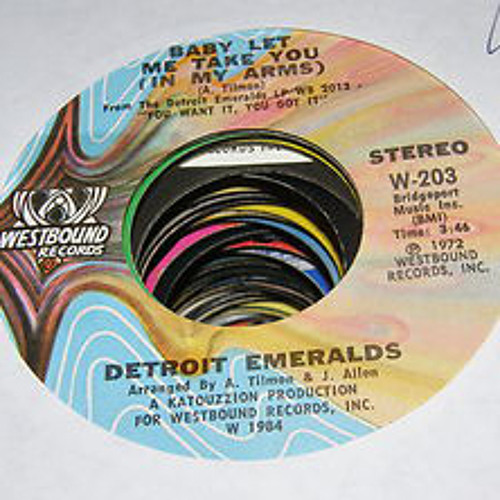 BABY LET
ME TAKE YOU
(IN MY ARMS)
(A. Tilmon)
From The Detroit Emeralds LP WB 2013 -
"YOU WANT IT, YOU GOT IT"
STEREO
W-203
Bridgeport
Music Inc.
(BMI)
Time: 3:46
℗ 1972
WESTBOUND
RECORDS, INC.
WESTBOUND
RECORDS
DETROIT EMERALDS
Arranged By A. Tilmon & J. Allen
A KATOUZZION PRODUCTION
FOR WESTBOUND RECORDS, INC.
W 1984